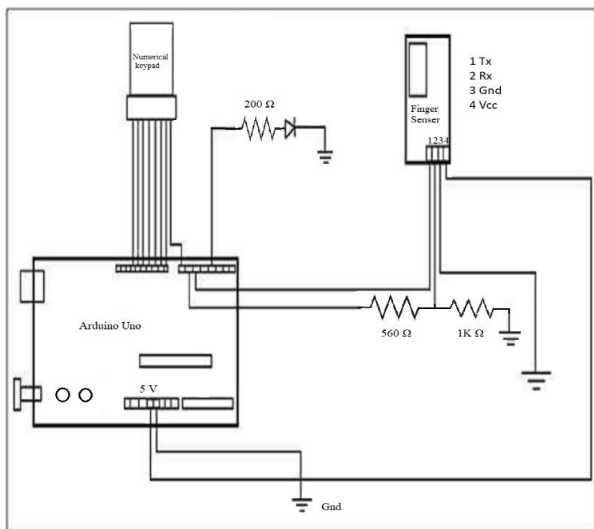 Numerical
keypad
200 Ω
Finger
Senser
1234
1 Tx
2 Rx
3 Gnd
4 Vcc
Arduino Uno
560 Ω
1K Ω
5 V
Gnd